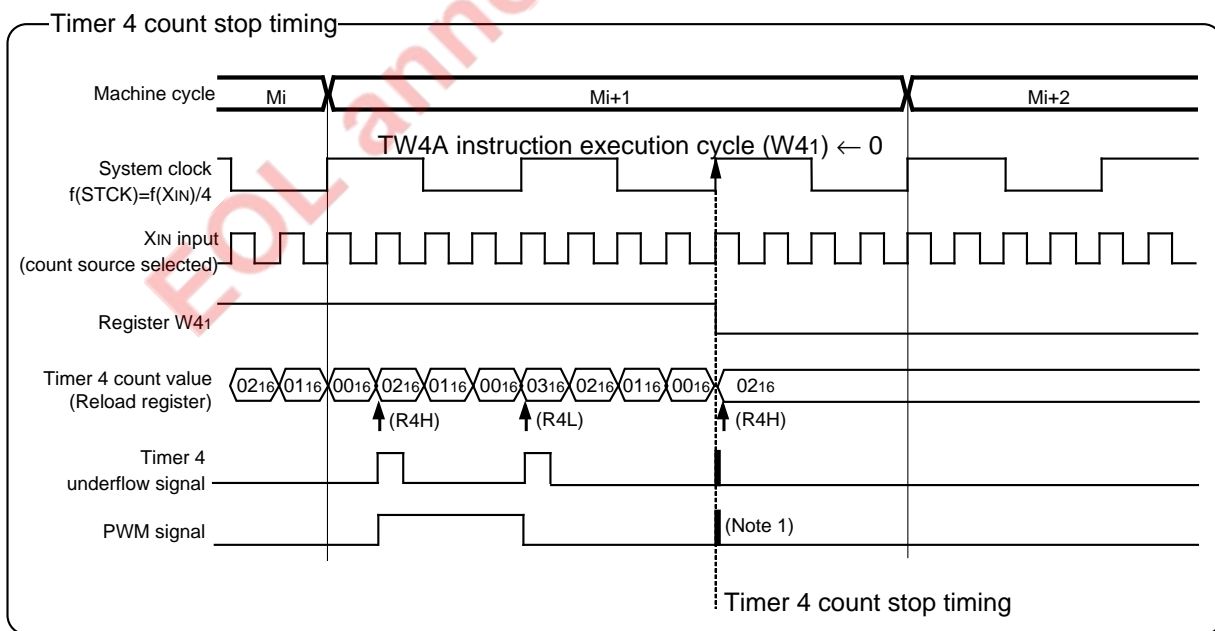 Timer 4 count stop timing
EOL anno
Machine cycle Mi Mi+1 Mi+2
TW4A instruction execution cycle (W41) ← 0
System clock
f(STCK)=f(XIN)/4
XIN input
(count source selected)
Register W41
Timer 4 count value 0216 0116 0016 0216 0116 0016 0316 0216 0116 0016 0216
(Reload register)
(R4H) (R4L) (R4H)
Timer 4
underflow signal
PWM signal (Note 1)
Timer 4 count stop timing